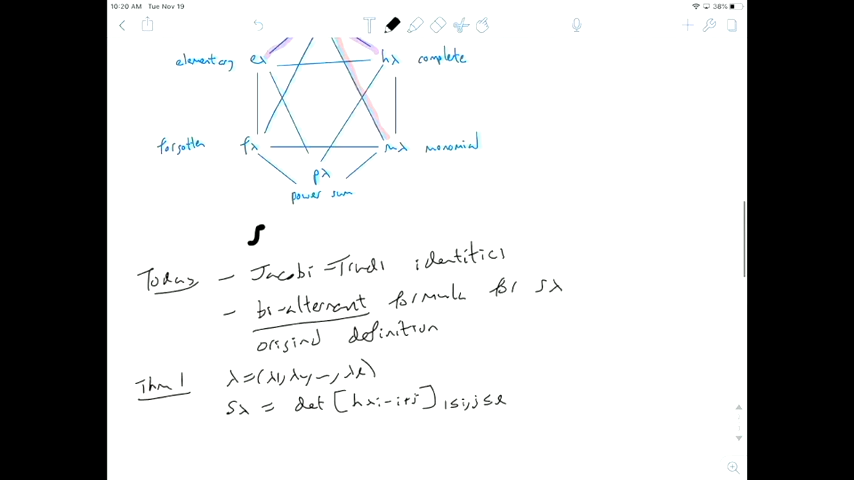 10:20 AM Tue Nov 19
38%
T
elementary eλ hλ complete
forgotten fλ mλ monomial
pλ
power sum
S
Today - Jacobi-Trudi identities
- bi-alternant formula for sλ
original definition
Thm 1 λ=(λ1,λ2,–,λℓ)
sλ = det [hλi-i+j] 1≤i,j≤ℓ